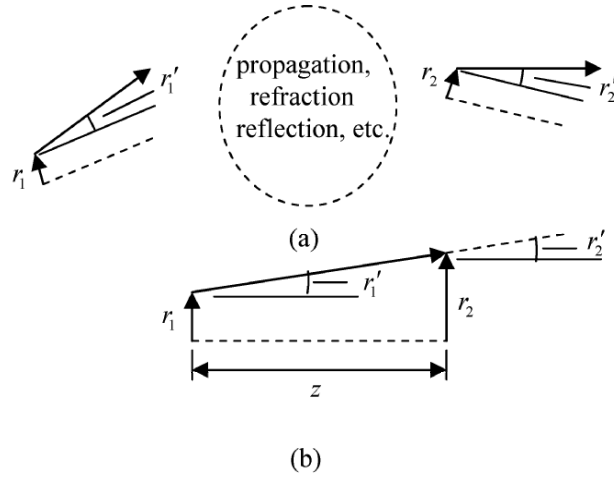 r₁′
r₁
propagation,
refraction
reflection, etc.
r₂
r₂′
(a)
r₁
r₁′
r₂
r₂′
z
(b)